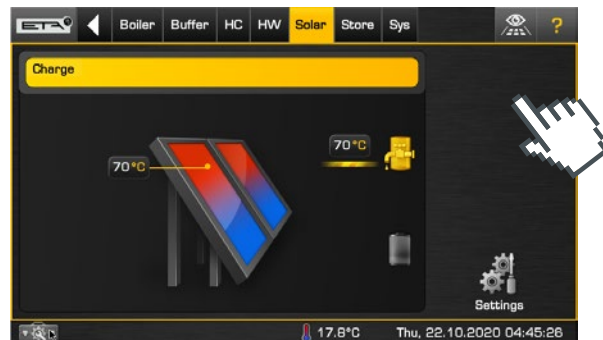 ETA Boiler Buffer HC HW Solar Store Sys ?
Charge
70°C
70°C
Settings
17.8°C Thu, 22.10.2020 04:45:26